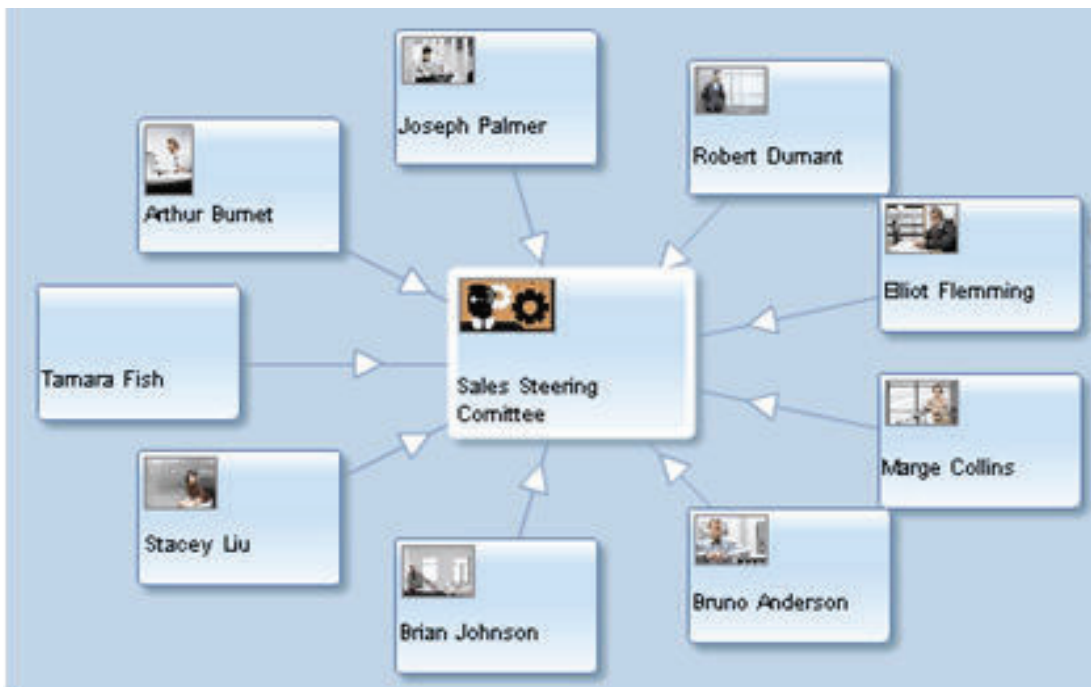 Joseph Palmer
Robert Dumant
Arthur Burnet
Elliot Flemming
Tamara Fish
Sales Steering
Comittee
Marge Collins
Stacey Liu
Bruno Anderson
Brian Johnson